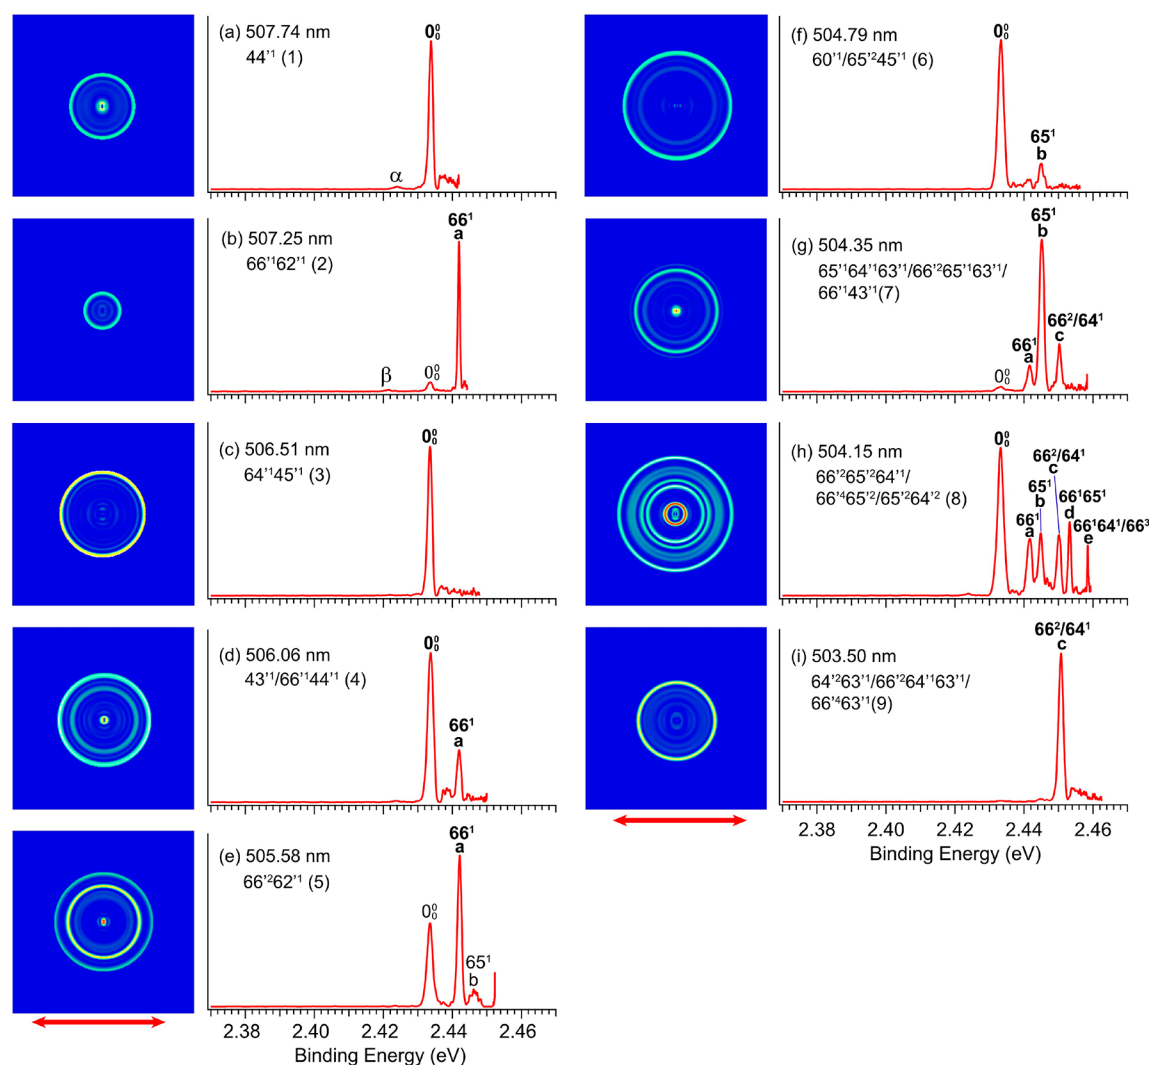 (a) 507.74 nm
44'¹ (1)
0⁰₀
α
(b) 507.25 nm
66'¹62'¹ (2)
66¹
a
β
0⁰₀
(c) 506.51 nm
64'¹45'¹ (3)
0⁰₀
(d) 506.06 nm
43'¹/66'¹44'¹ (4)
0⁰₀
66¹
a
(e) 505.58 nm
66'²62'¹ (5)
66¹
a
0⁰₀
65¹
b
2.38 2.40 2.42 2.44 2.46
Binding Energy (eV)
(f) 504.79 nm
60'¹/65'²45'¹ (6)
0⁰₀
65¹
b
(g) 504.35 nm
65'¹64'¹63'¹/66'²65'¹63'¹/
66'¹43'¹(7)
65¹
b
66²/64¹
c
66¹
a
0⁰₀
(h) 504.15 nm
66'²65'²64'¹/
66'⁴65'²/65'²64'² (8)
0⁰₀
66²/64¹
c
65¹
b
66¹65¹
d
66¹
a
66¹64¹/66³
e
(i) 503.50 nm
64'²63'¹/66'²64'¹63'¹/
66'⁴63'¹(9)
66²/64¹
c
2.38 2.40 2.42 2.44 2.46
Binding Energy (eV)